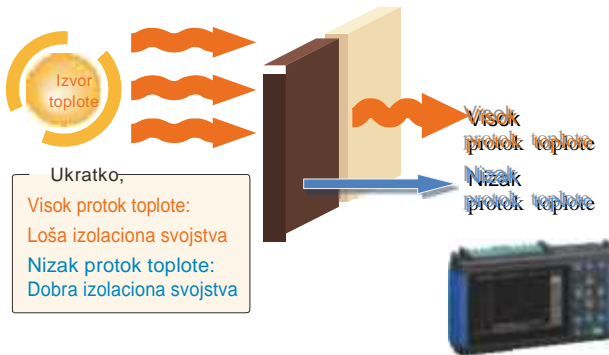 Izvor
toplote
Visok
protok toplote
Nizak
protok toplote
Ukratko,
Visok protok toplote:
Loša izolaciona svojstva
Nizak protok toplote:
Dobra izolaciona svojstva